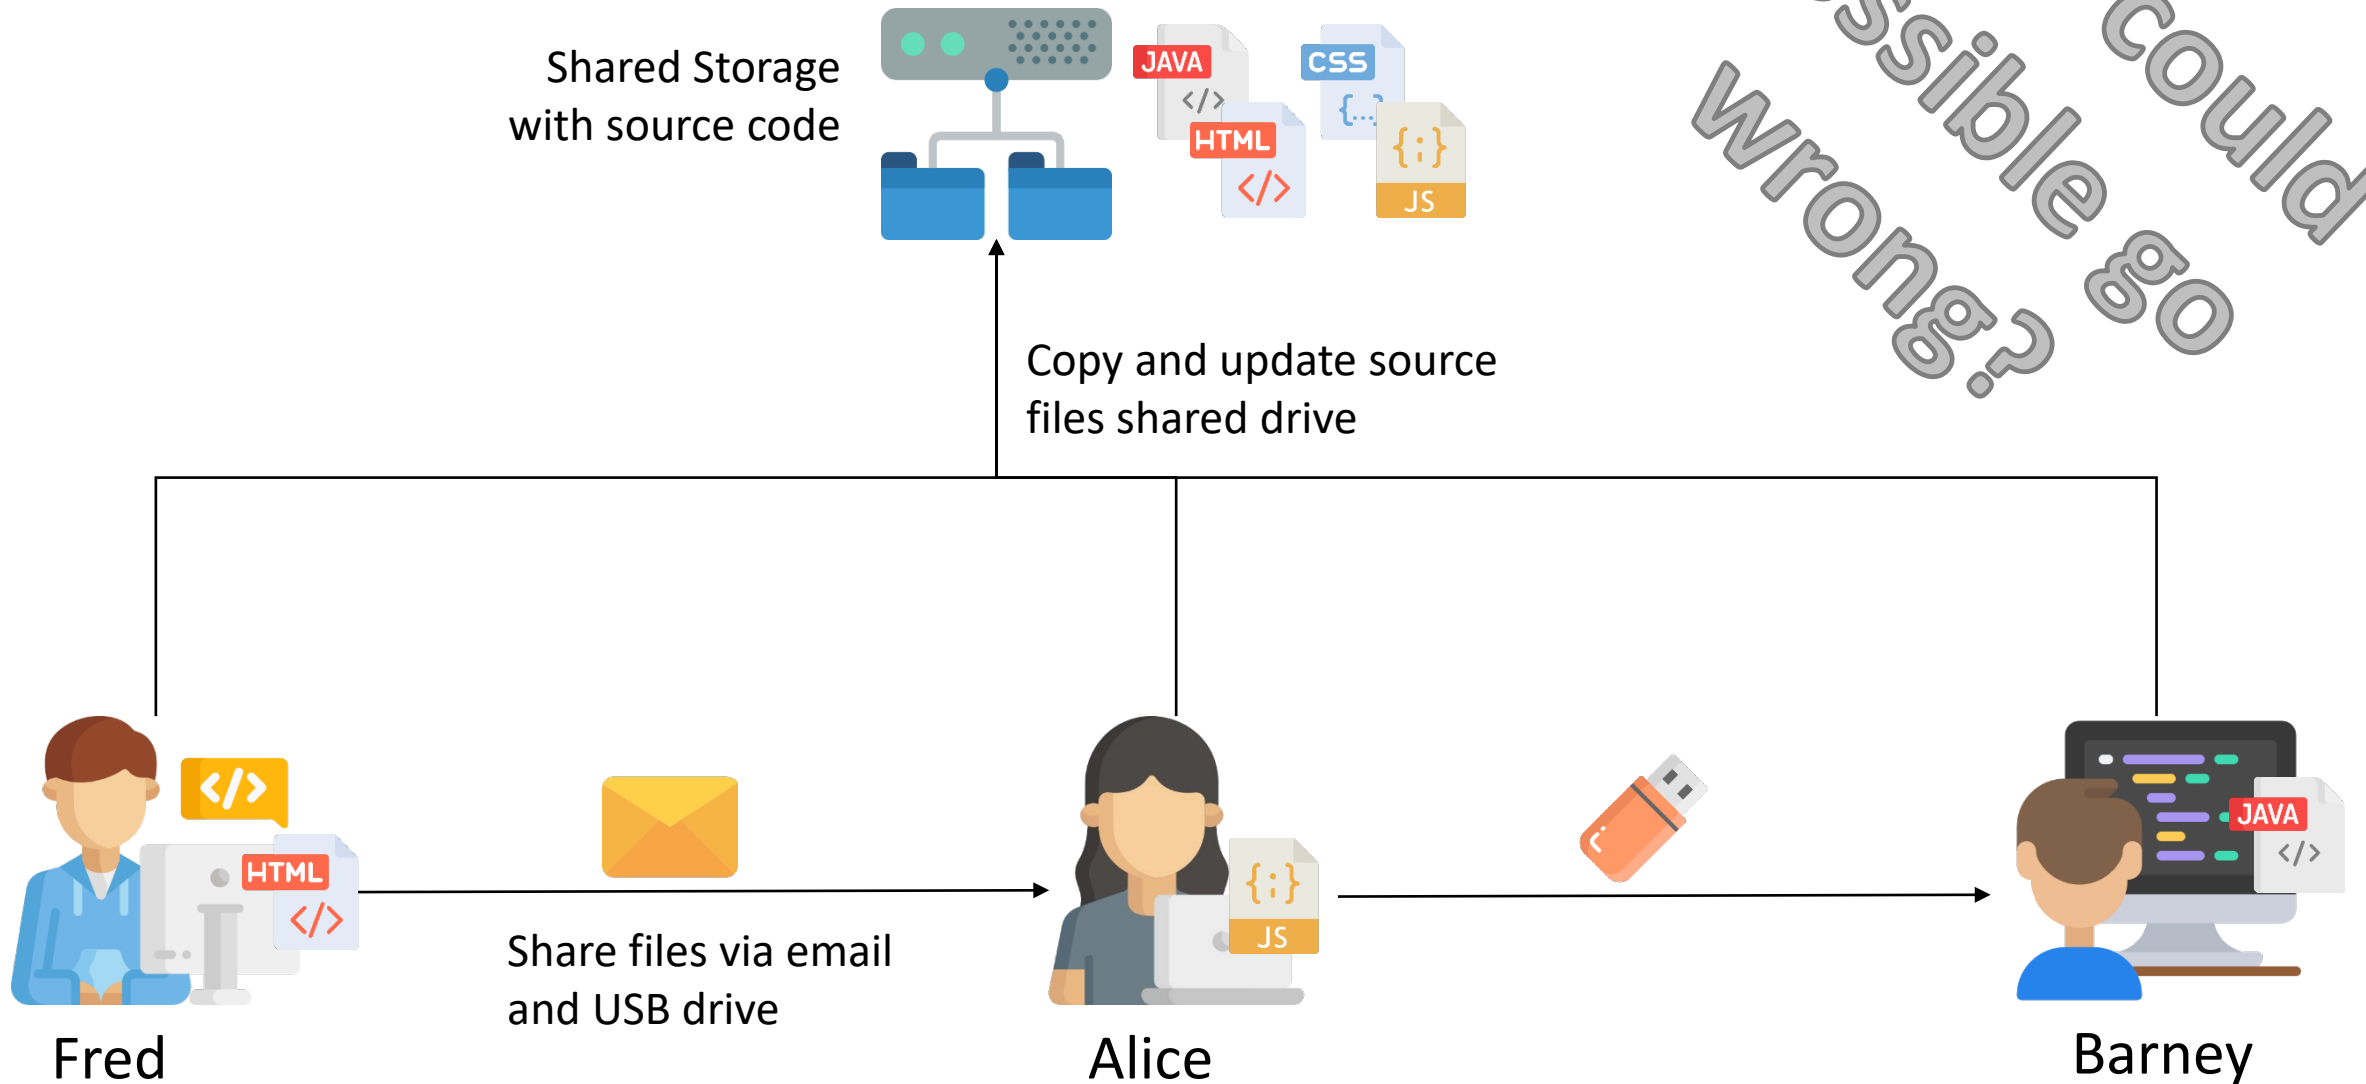 Shared Storage
with source code
JAVA
</>
HTML
</>
CSS
{...}
{;}
JS
could
ssible go
wrong?
Copy and update source
files shared drive
</>
HTML
</>
{;}
JS
JAVA
</>
Share files via email
and USB drive
Fred
Alice
Barney